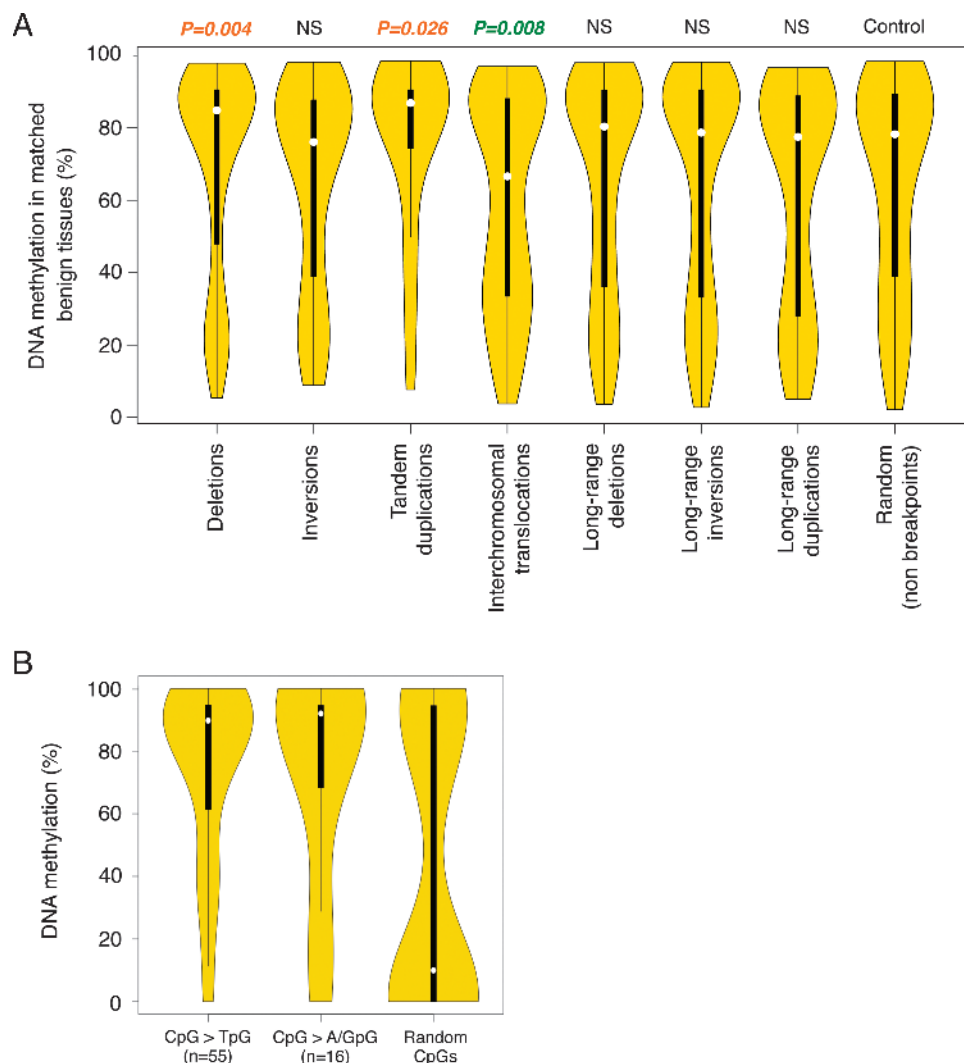 A
P=0.004 NS P=0.026 P=0.008 NS NS NS Control
DNA methylation in matched
benign tissues (%)
100
80
60
40
20
0
Deletions
Inversions
Tandem
duplications
Interchromosomal
translocations
Long-range
deletions
Long-range
inversions
Long-range
duplications
Random
(non breakpoints)
B
DNA methylation (%)
100
80
60
40
20
0
CpG > TpG
(n=55)
CpG > A/GpG
(n=16)
Random
CpGs